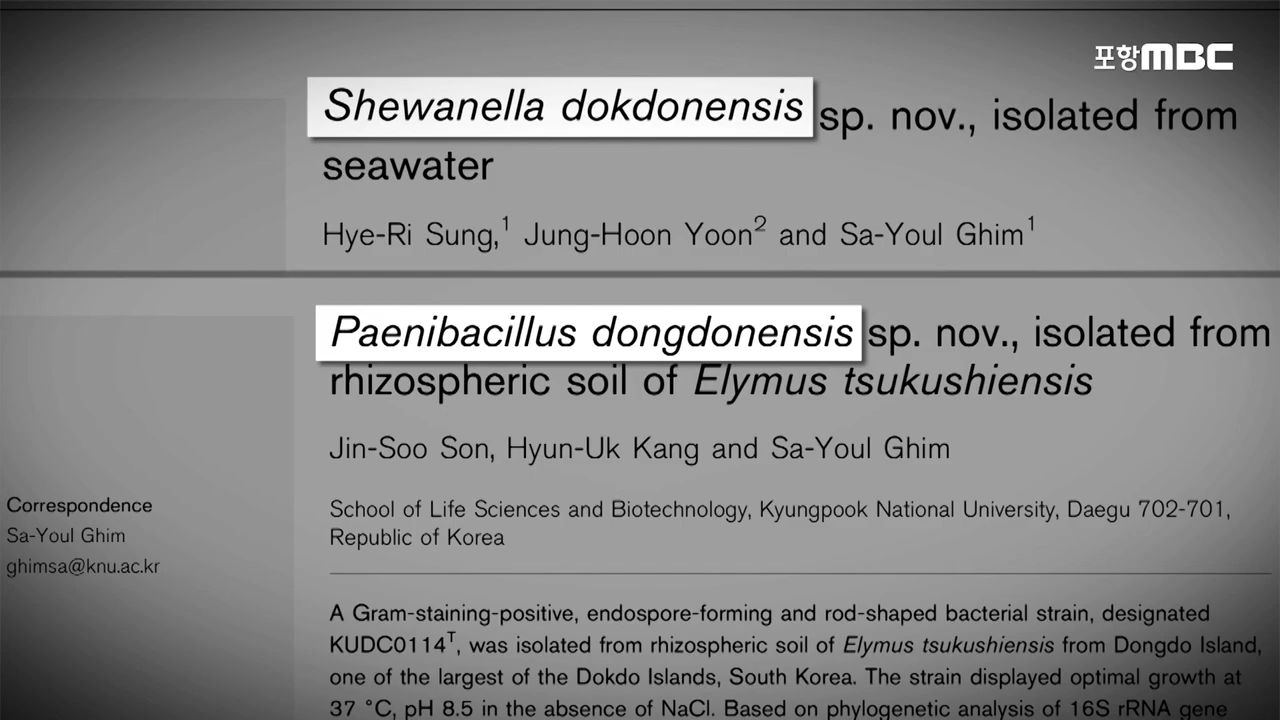 포항MBC
Shewanella dokdonensis sp. nov., isolated from
seawater
Hye-Ri Sung,1 Jung-Hoon Yoon2 and Sa-Youl Ghim1
Paenibacillus dongdonensis sp. nov., isolated from
rhizospheric soil of Elymus tsukushiensis
Jin-Soo Son, Hyun-Uk Kang and Sa-Youl Ghim
Correspondence
Sa-Youl Ghim
ghimsa@knu.ac.kr
School of Life Sciences and Biotechnology, Kyungpook National University, Daegu 702-701,
Republic of Korea
A Gram-staining-positive, endospore-forming and rod-shaped bacterial strain, designated
KUDC0114T, was isolated from rhizospheric soil of Elymus tsukushiensis from Dongdo Island,
one of the largest of the Dokdo Islands, South Korea. The strain displayed optimal growth at
37 °C, pH 8.5 in the absence of NaCl. Based on phylogenetic analysis of 16S rRNA gene